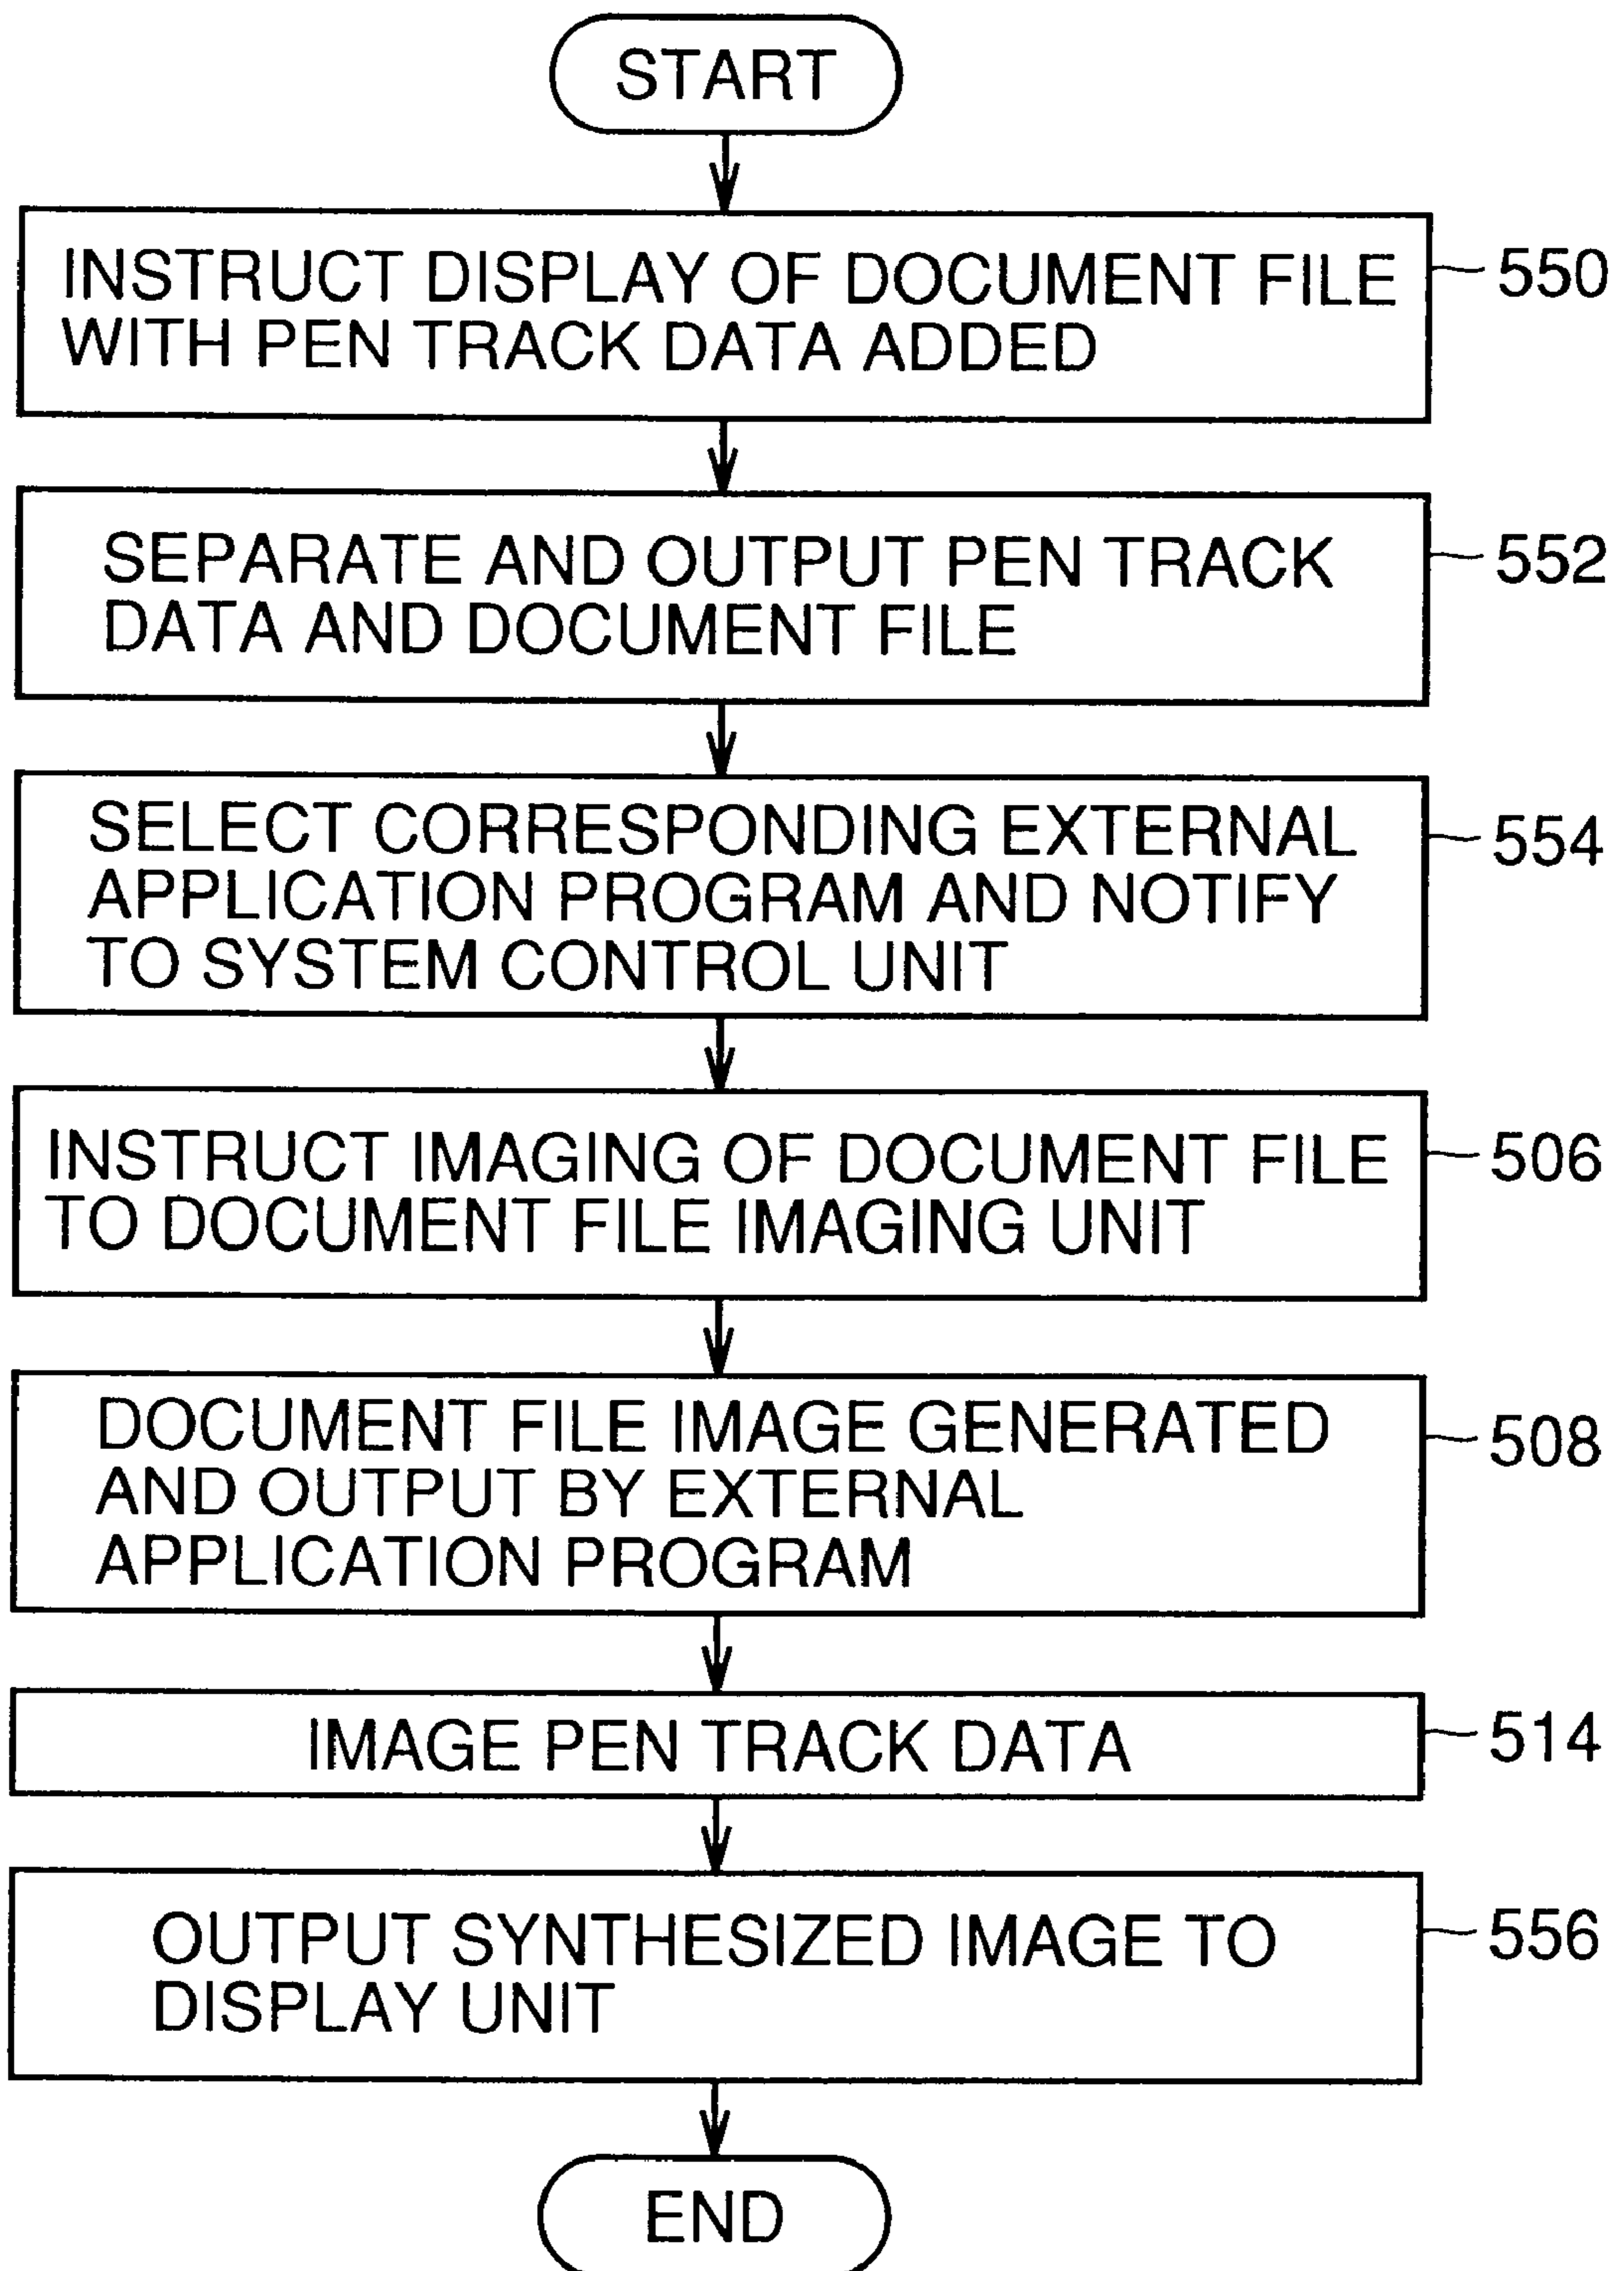 START
INSTRUCT DISPLAY OF DOCUMENT FILE
WITH PEN TRACK DATA ADDED
550
SEPARATE AND OUTPUT PEN TRACK
DATA AND DOCUMENT FILE
552
SELECT CORRESPONDING EXTERNAL
APPLICATION PROGRAM AND NOTIFY
TO SYSTEM CONTROL UNIT
554
INSTRUCT IMAGING OF DOCUMENT FILE
TO DOCUMENT FILE IMAGING UNIT
506
DOCUMENT FILE IMAGE GENERATED
AND OUTPUT BY EXTERNAL
APPLICATION PROGRAM
508
IMAGE PEN TRACK DATA
514
OUTPUT SYNTHESIZED IMAGE TO
DISPLAY UNIT
556
END